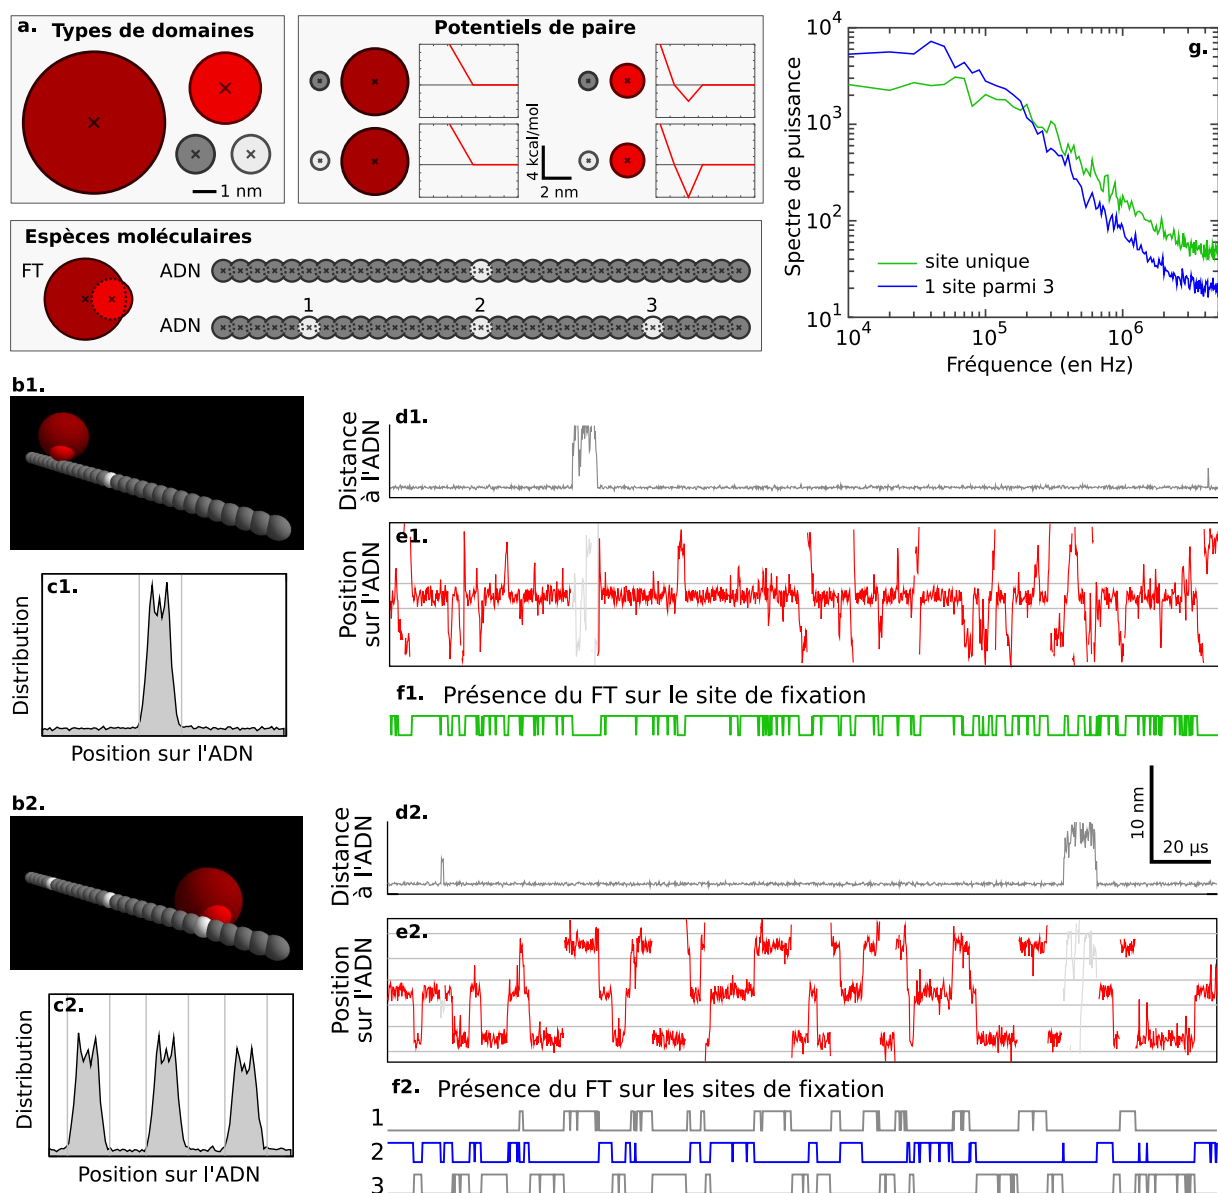 a.
Types de domaines
1 nm
Potentiels de paire
4 kcal/mol
2 nm
Espèces moléculaires
FT
ADN
1
2
3
ADN
g.
Spectre de puissance
10^4
10^3
10^2
10^1
site unique
1 site parmi 3
10^4
10^5
10^6
Fréquence (en Hz)
b1.
c1.
Distribution
Position sur l'ADN
d1.
Distance
à l'ADN
e1.
Position
sur l'ADN
f1. Présence du FT sur le site de fixation
b2.
c2.
Distribution
Position sur l'ADN
d2.
Distance
à l'ADN
10 nm
20 µs
e2.
Position
sur l'ADN
f2. Présence du FT sur les sites de fixation
1
2
3